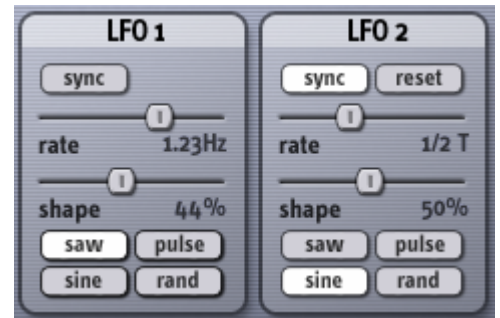 LFO 1
sync
rate 1.23Hz
shape 44%
saw pulse
sine rand
LFO 2
sync reset
rate 1/2 T
shape 50%
saw pulse
sine rand